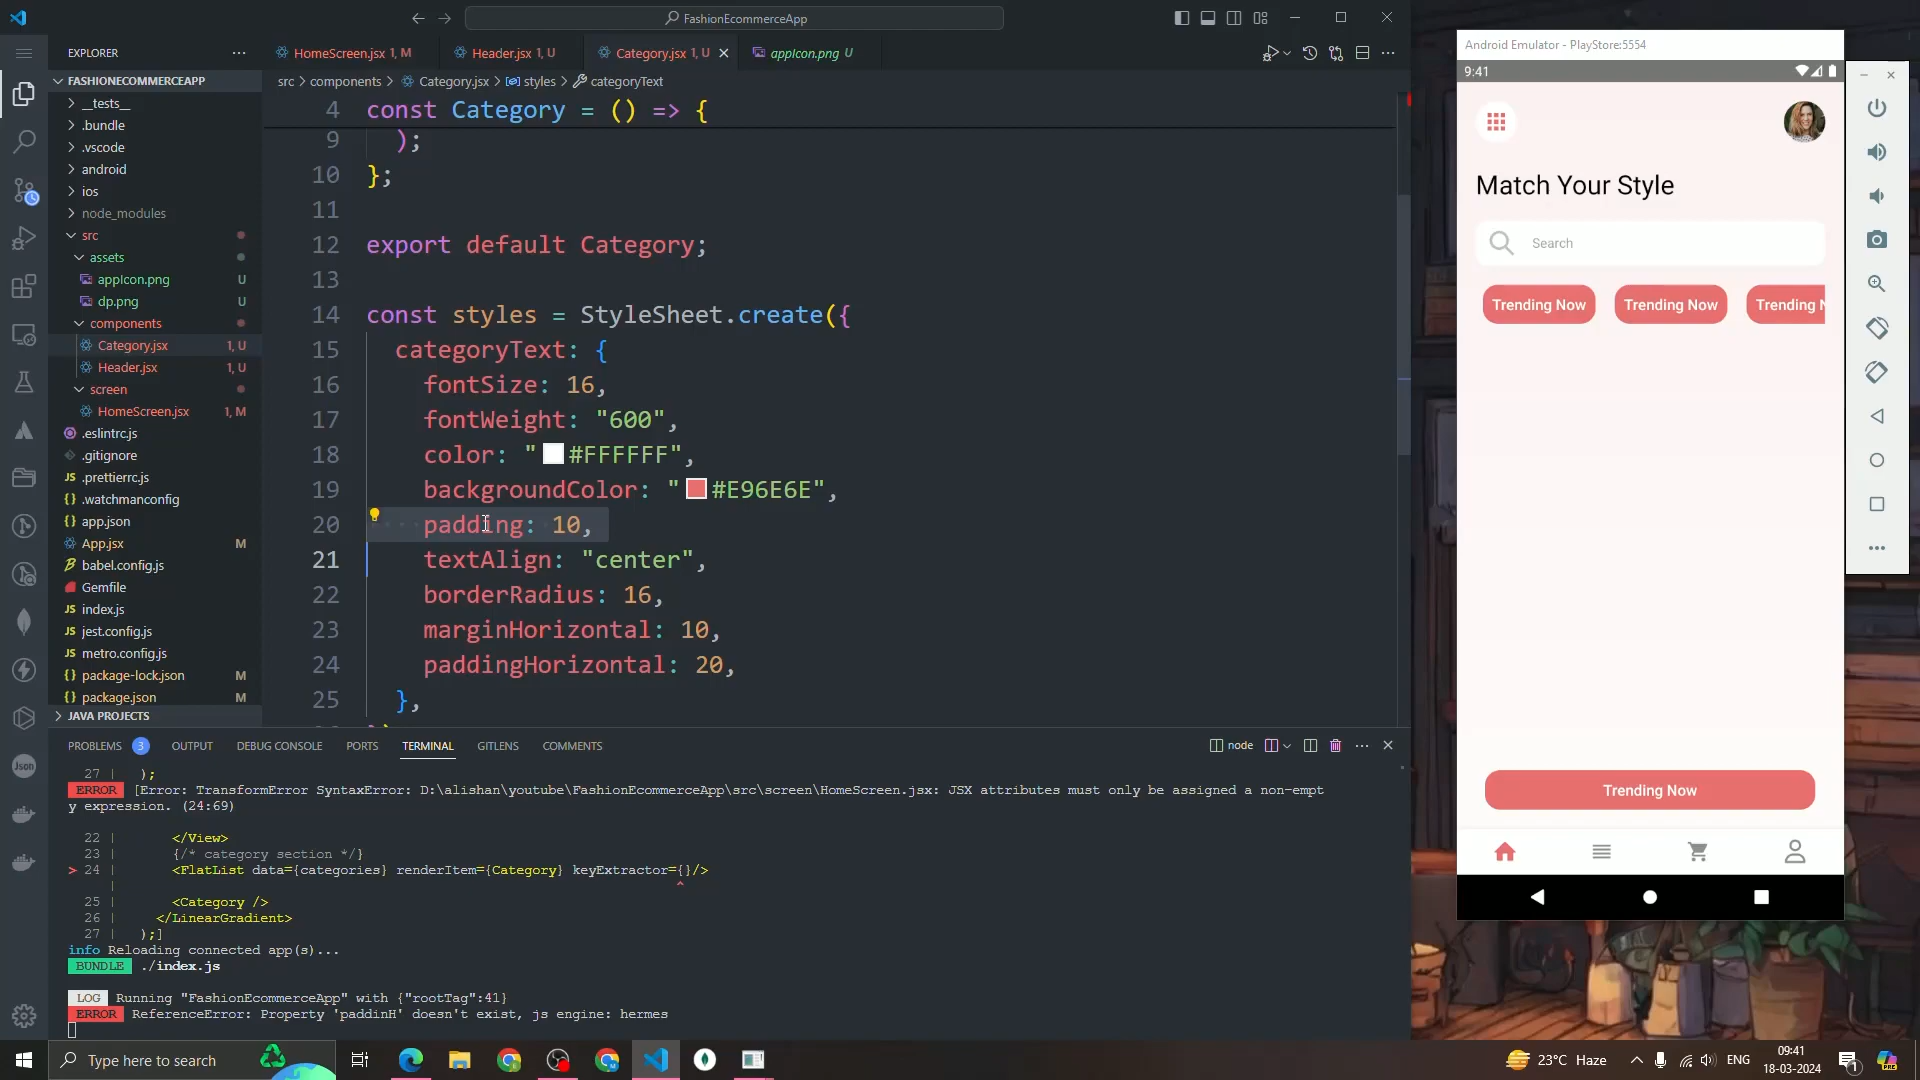 FashionEcommerceApp
EXPLORER
HomeScreen.jsx 1, M
Header.jsx 1, U
Category.jsx 1, U
appIcon.png U
src > components > Category.jsx > styles > categoryText
FASHIONECOMMERCEAPP
__tests__
.bundle
.vscode
android
ios
node_modules
src
assets
appIcon.png U
dp.png U
components
Category.jsx 1, U
Header.jsx 1, U
screen
HomeScreen.jsx 1, M
.eslintrc.js
.gitignore
.prettierrc.js
.watchmanconfig
app.json
App.jsx M
babel.config.js
Gemfile
index.js
jest.config.js
metro.config.js
package-lock.json M
package.json M
JAVA PROJECTS
4 const Category = () => {
9 );
10 };
11
12 export default Category;
13
14 const styles = StyleSheet.create({
15 categoryText: {
16 fontSize: 16,
17 fontWeight: "600",
18 color: "#FFFFFF",
19 backgroundColor: "#E96E6E",
20 padding: 10,
21 textAlign: "center",
22 borderRadius: 16,
23 marginHorizontal: 10,
24 paddingHorizontal: 20,
25 },
PROBLEMS 3 OUTPUT DEBUG CONSOLE PORTS TERMINAL GITLENS COMMENTS
node
27 | );
ERROR [Error: TransformError SyntaxError: D:\alishan\youtube\FashionEcommerceApp\src\screen\HomeScreen.jsx: JSX attributes must only be assigned a non-empt
y expression. (24:69)
22 | </View>
23 | {/* category section */}
> 24 | <FlatList data={categories} renderItem={Category} keyExtractor={}/>
| ^
25 | <Category />
26 | </LinearGradient>
27 | );]
info Reloading connected app(s)...
BUNDLE ./index.js
LOG Running "FashionEcommerceApp" with {"rootTag":41}
ERROR ReferenceError: Property 'paddinH' doesn't exist, js engine: hermes
Android Emulator - PlayStore:5554
9:41
Match Your Style
Search
Trending Now
Trending Now
Trending N
Trending Now
Json
Type here to search
23°C Haze
ENG
09:41
18-03-2024
1
PRE